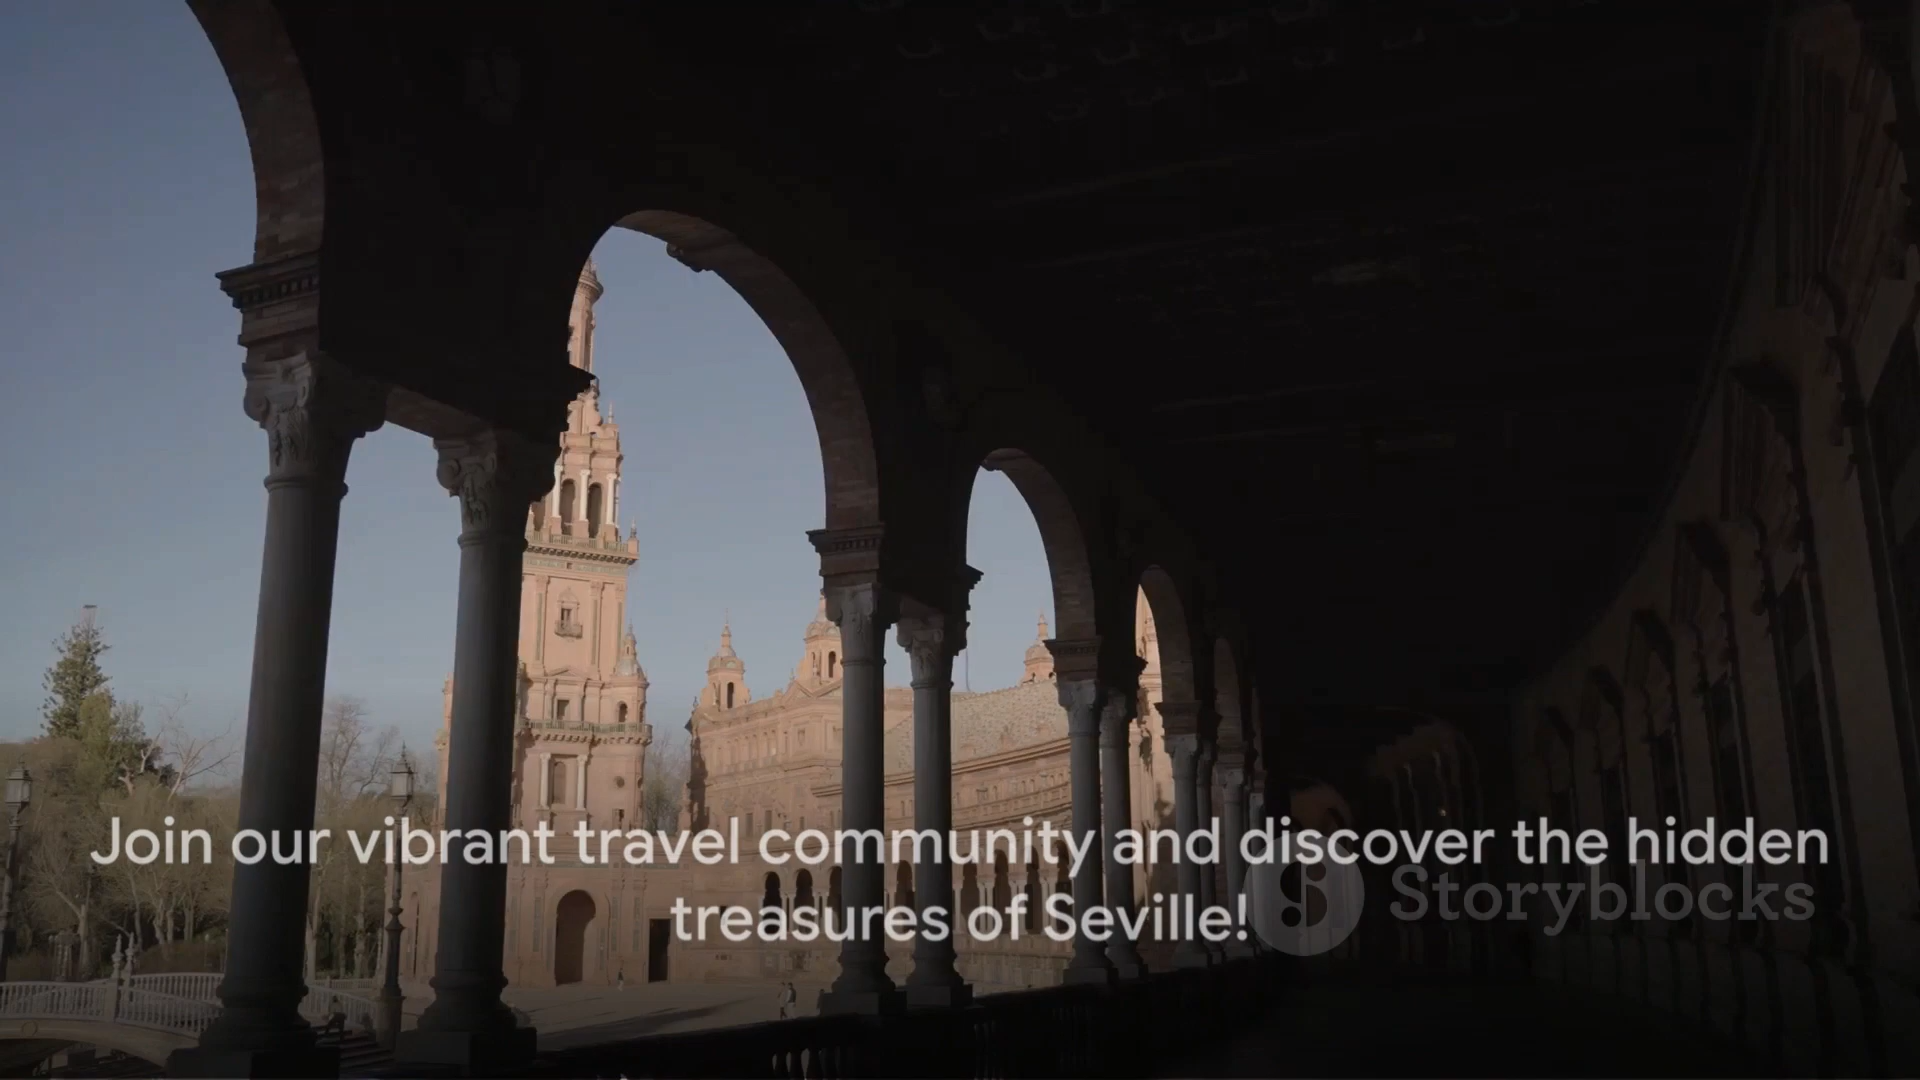 Join our vibrant travel community and discover the hidden
treasures of Seville!
Storyblocks